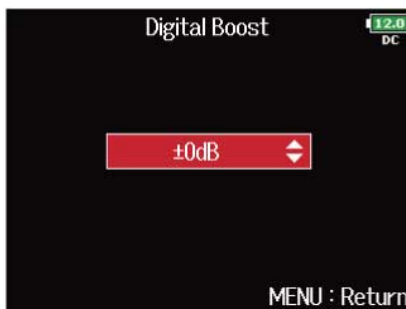 Digital Boost
12.0
DC
±0dB
MENU : Return